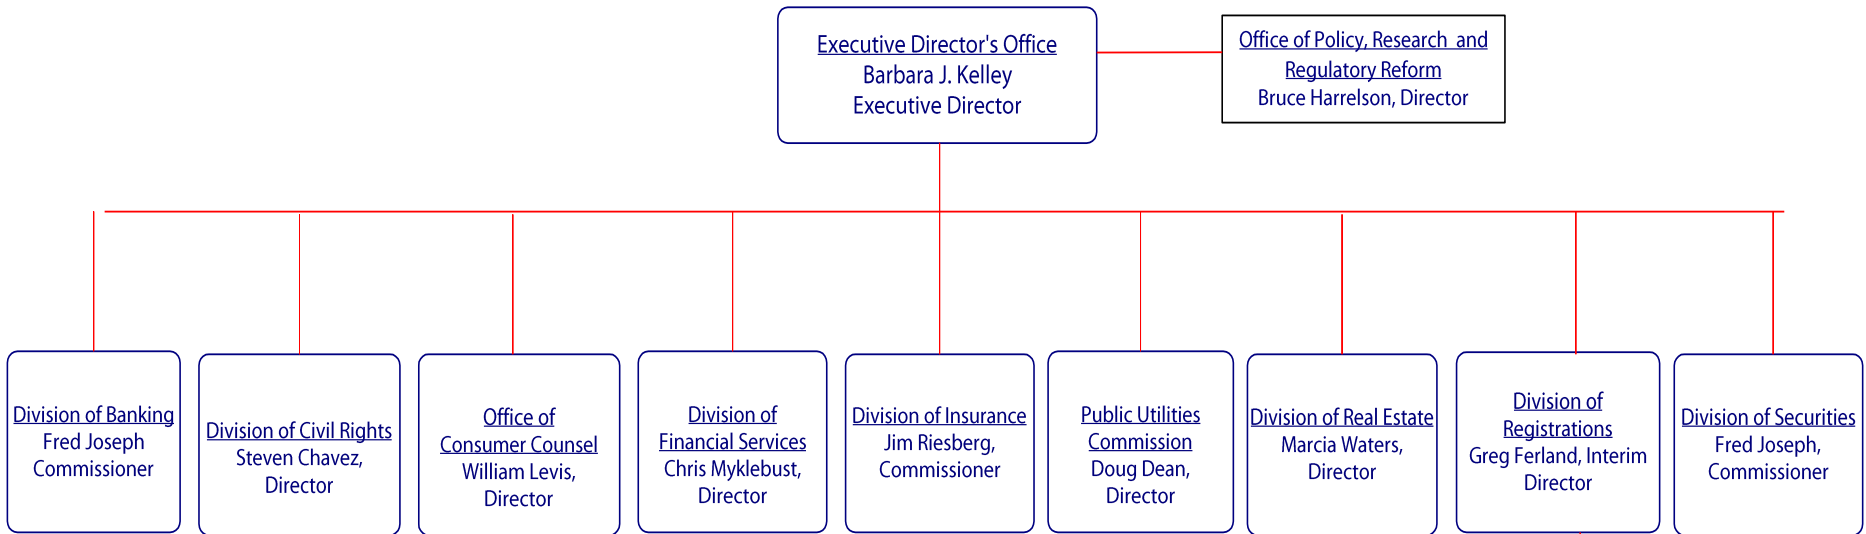 Executive Director's Office
Barbara J. Kelley
Executive Director
Office of Policy, Research and
Regulatory Reform
Bruce Harrelson, Director
Division of Banking
Fred Joseph
Commissioner
Division of Civil Rights
Steven Chavez,
Director
Office of
Consumer Counsel
William Levis,
Director
Division of
Financial Services
Chris Myklebust,
Director
Division of Insurance
Jim Riesberg,
Commissioner
Public Utilities
Commission
Doug Dean,
Director
Division of Real Estate
Marcia Waters,
Director
Division of
Registrations
Greg Ferland, Interim
Director
Division of Securities
Fred Joseph,
Commissioner